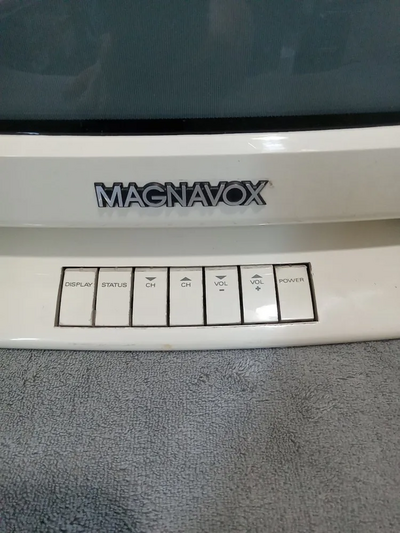 MAGNAVOX
DISPLAY
STATUS
CH
CH
VOL
-
VOL
+
POWER